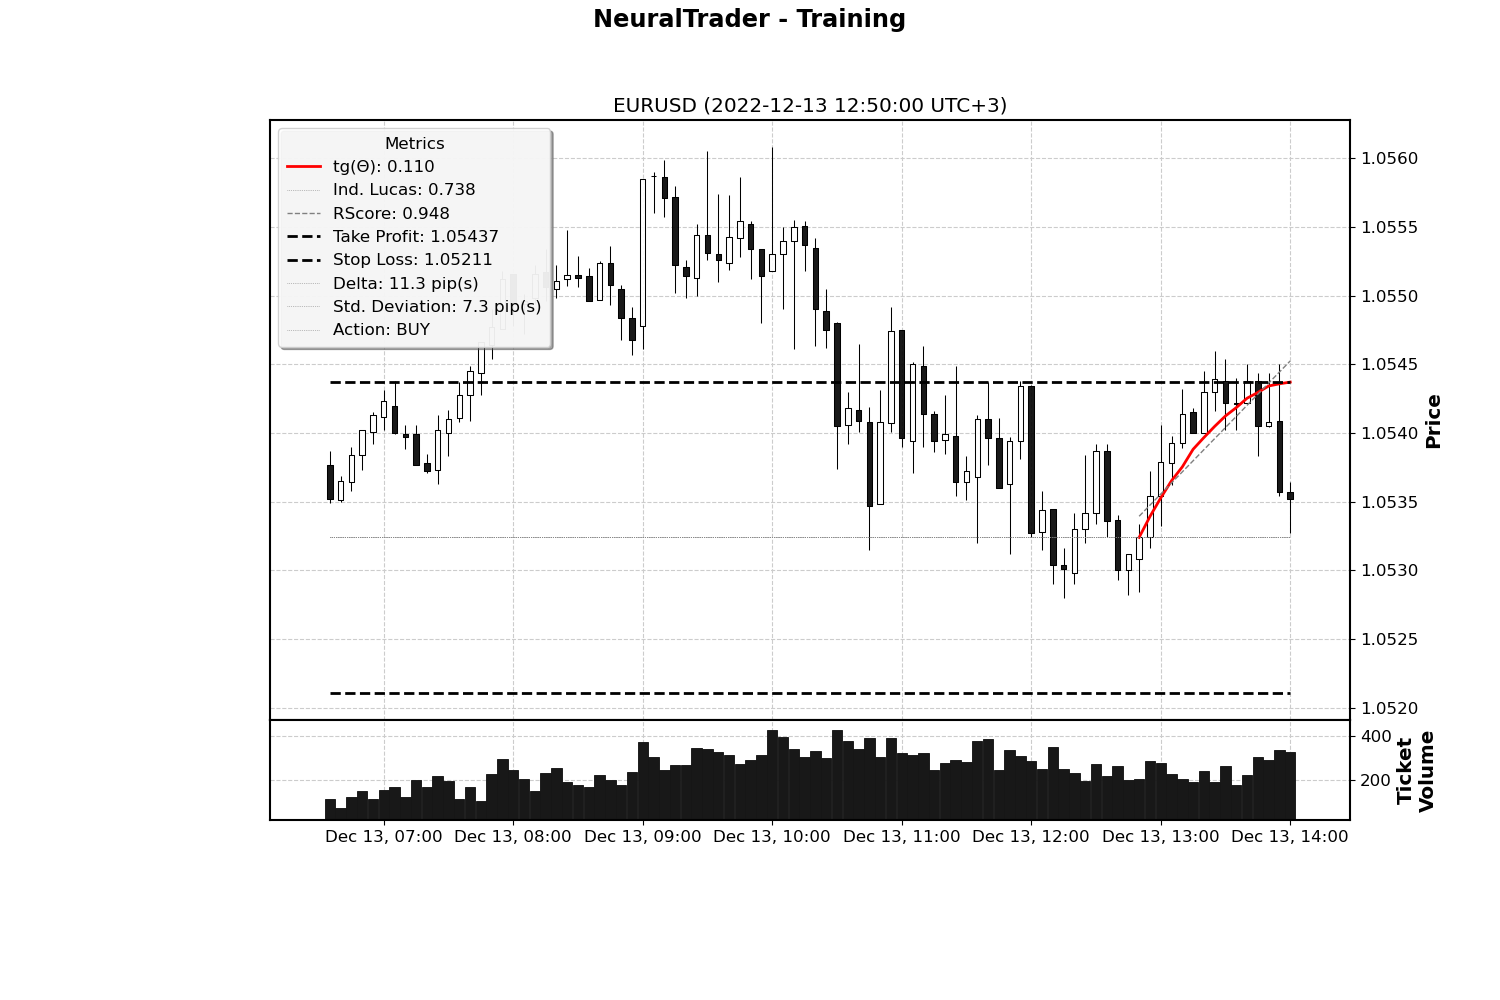 NeuralTrader - Training
EURUSD (2022-12-13 12:50:00 UTC+3)
Metrics
tg(Θ): 0.110
Ind. Lucas: 0.738
RScore: 0.948
Take Profit: 1.05437
Stop Loss: 1.05211
Delta: 11.3 pip(s)
Std. Deviation: 7.3 pip(s)
Action: BUY
1.0560
1.0555
1.0550
1.0545
1.0540
1.0535
1.0530
1.0525
1.0520
Price
400
200
Ticket
Volume
Dec 13, 07:00
Dec 13, 08:00
Dec 13, 09:00
Dec 13, 10:00
Dec 13, 11:00
Dec 13, 12:00
Dec 13, 13:00
Dec 13, 14:00